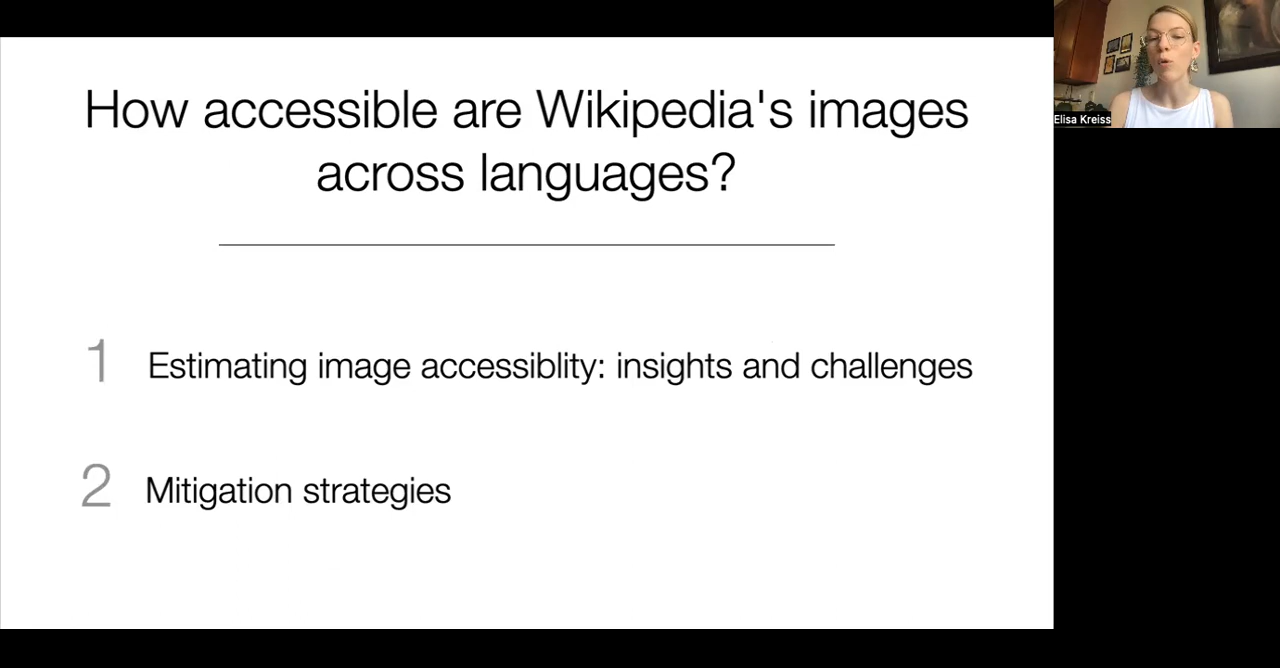 How accessible are Wikipedia's images
across languages?
1 Estimating image accessiblity: insights and challenges
2 Mitigation strategies
Elisa Kreiss